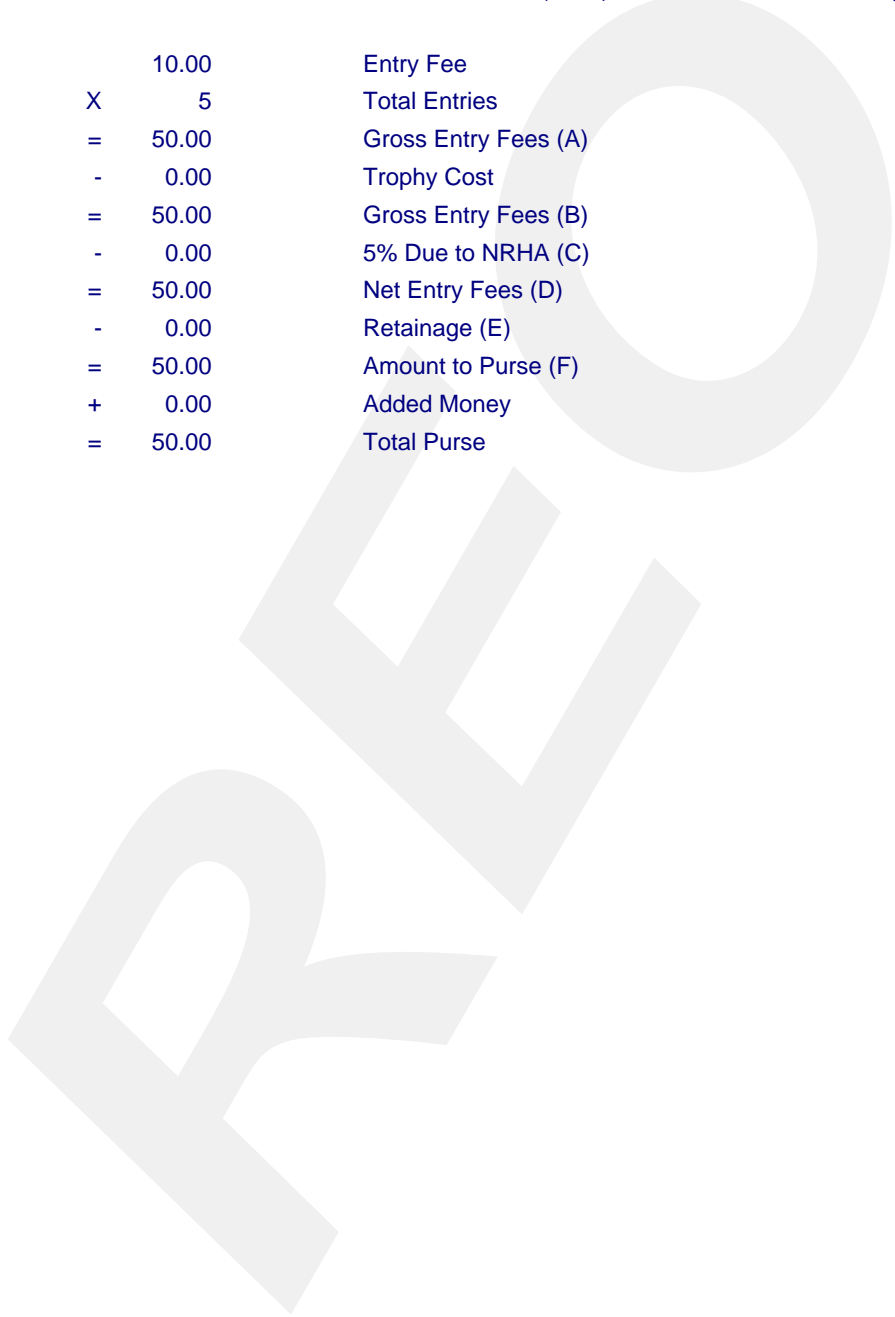 10.00 Entry Fee
X 5 Total Entries
= 50.00 Gross Entry Fees (A)
- 0.00 Trophy Cost
= 50.00 Gross Entry Fees (B)
- 0.00 5% Due to NRHA (C)
= 50.00 Net Entry Fees (D)
- 0.00 Retainage (E)
= 50.00 Amount to Purse (F)
+ 0.00 Added Money
= 50.00 Total Purse
REO